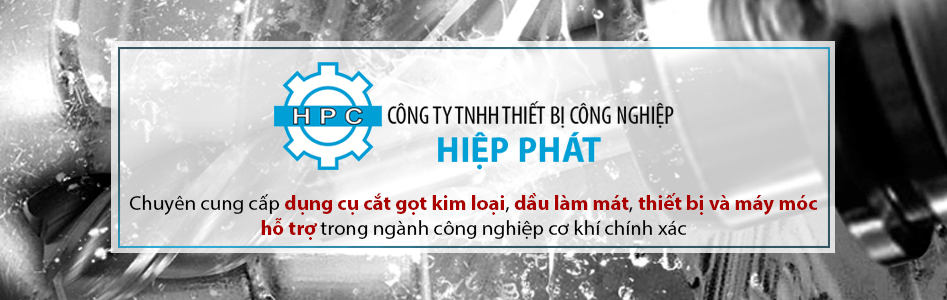 HPC
CÔNG TY TNHH THIẾT BỊ CÔNG NGHIỆP
HIỆP PHÁT
Chuyên cung cấp dụng cụ cắt gọt kim loại, dầu làm mát, thiết bị và máy móc
hỗ trợ trong ngành công nghiệp cơ khí chính xác